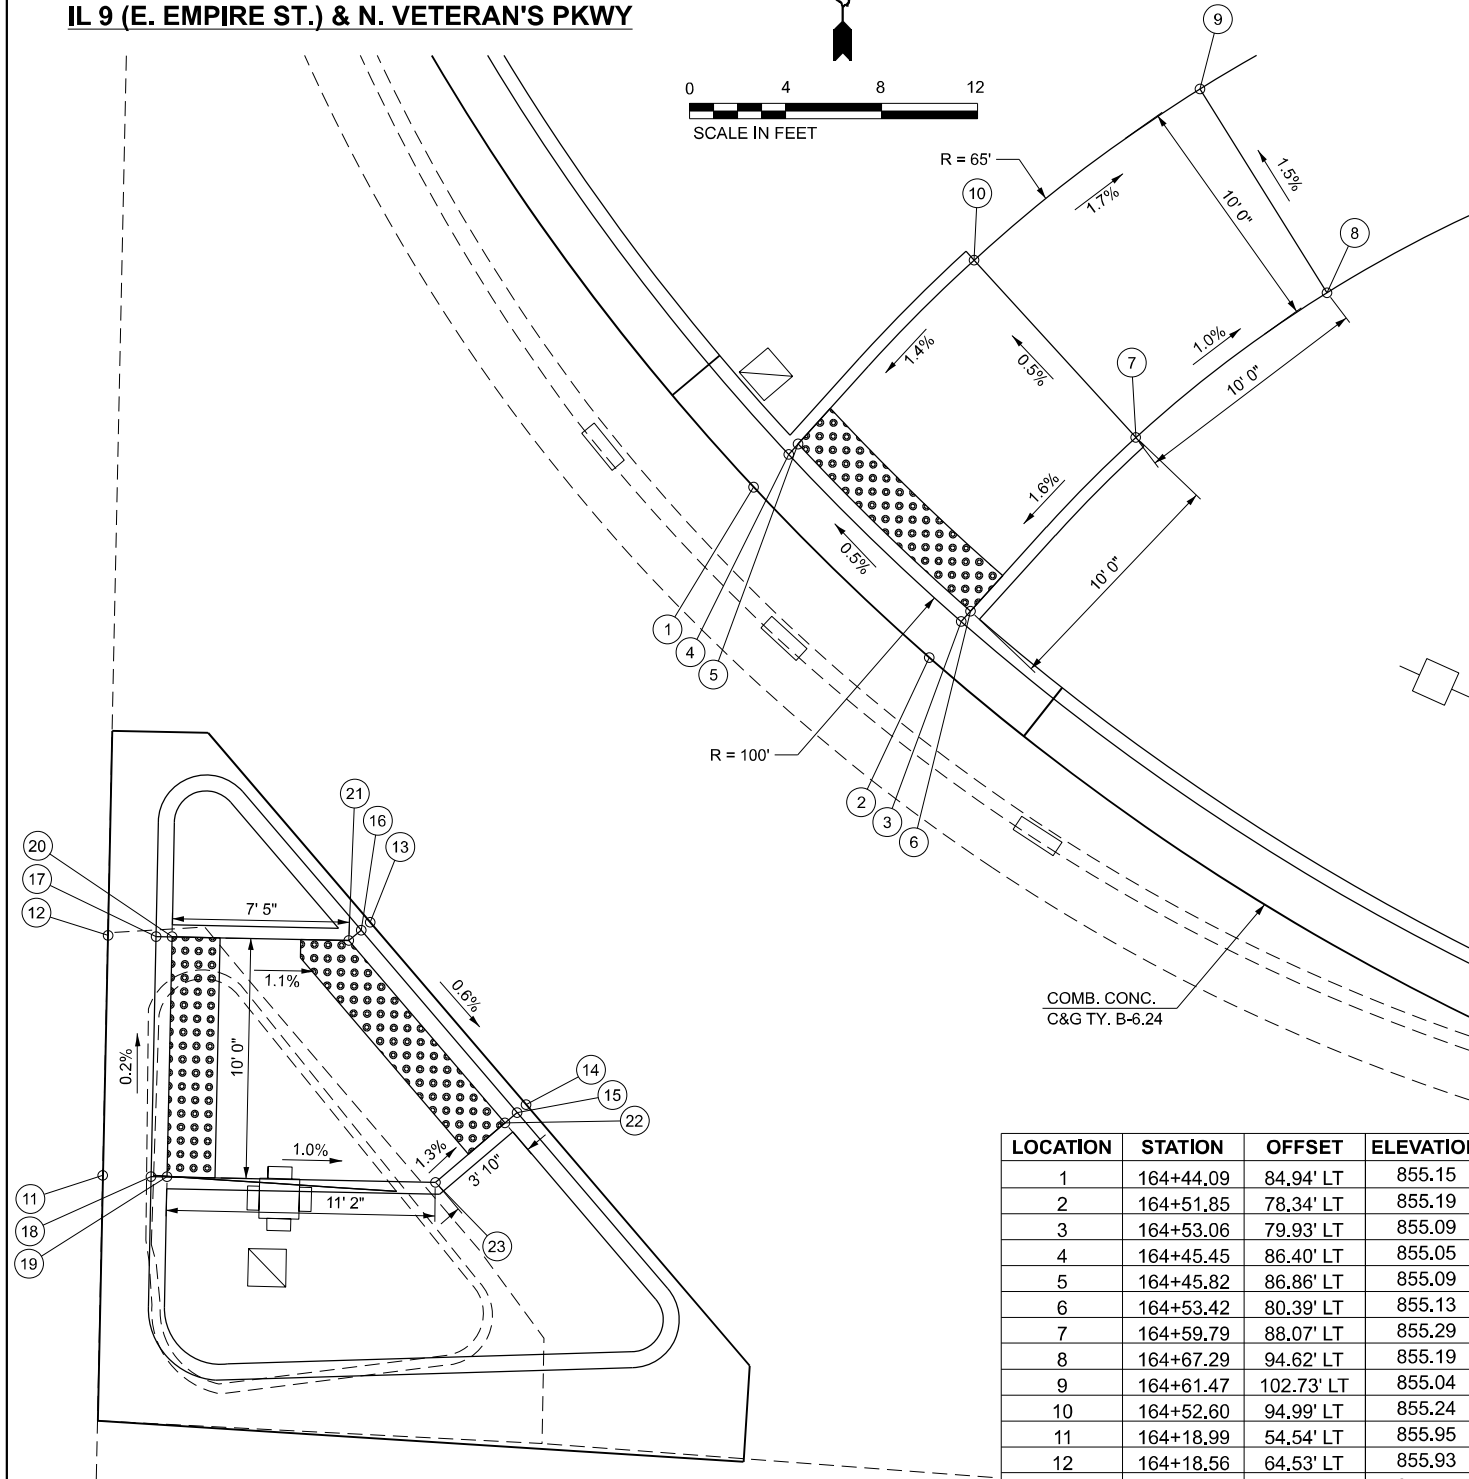 IL 9 (E. EMPIRE ST.) & N. VETERAN'S PKWY
0 4 8 12
SCALE IN FEET
9
R = 65'
10
1.7%
10' 0"
1.5%
8
1.4%
0.5%
7
1.0%
10' 0"
1.6%
0.5%
10' 0"
1
4
5
R = 100'
2
3
6
21
16
13
20
17
12
7' 5"
1.1%
0.6%
10' 0"
0.2%
COMB. CONC.
C&G TY. B-6.24
14
15
22
1.0%
1.3%
3' 10"
11' 2"
11
18
19
23
LOCATION STATION OFFSET ELEVATION
1 164+44.09 84.94' LT 855.15
2 164+51.85 78.34' LT 855.19
3 164+53.06 79.93' LT 855.09
4 164+45.45 86.40' LT 855.05
5 164+45.82 86.86' LT 855.09
6 164+53.42 80.39' LT 855.13
7 164+59.79 88.07' LT 855.29
8 164+67.29 94.62' LT 855.19
9 164+61.47 102.73' LT 855.04
10 164+52.60 94.99' LT 855.24
11 164+18.99 54.54' LT 855.95
12 164+18.56 64.53' LT 855.93